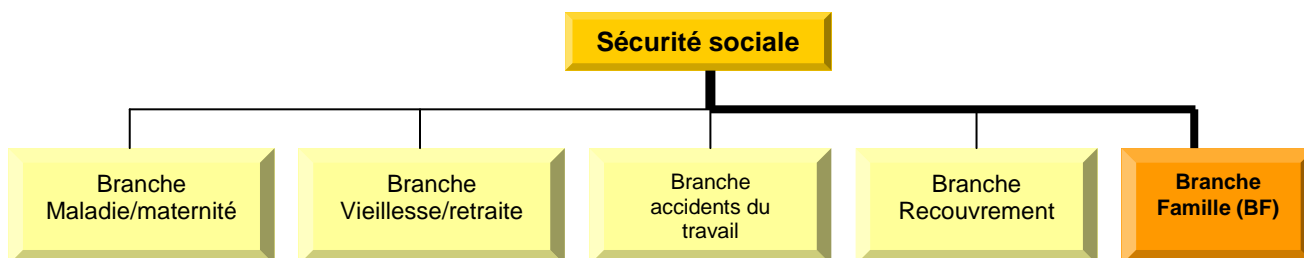 Sécurité sociale
Branche
Maladie/maternité
Branche
Vieillesse/retraite
Branche
accidents du
travail
Branche
Recouvrement
Branche
Famille (BF)